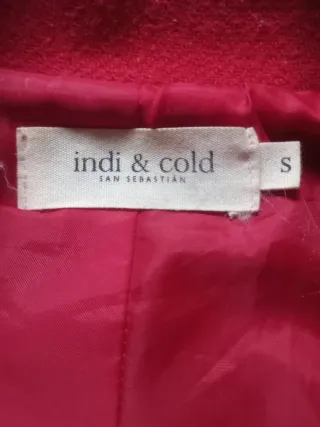 indi & cold
SAN SEBASTIÁN
S